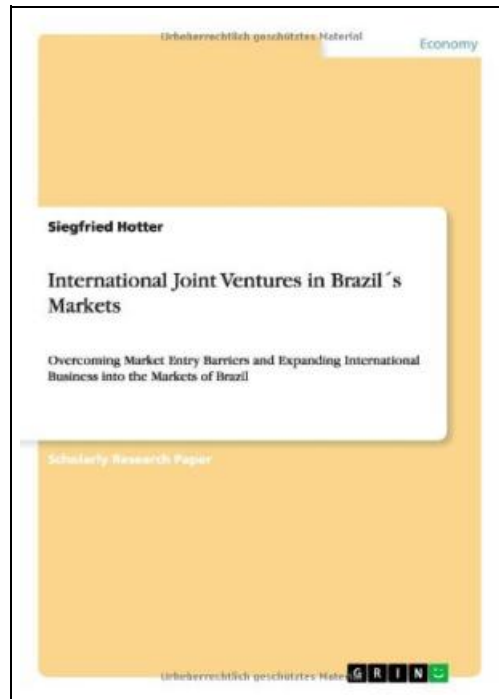 Urheberrechtlich geschütztes Material
Economy
Siegfried Hotter
International Joint Ventures in Brazil´s
Markets
Overcoming Market Entry Barriers and Expanding International
Business into the Markets of Brazil
Scholarly Research Paper
Urheberrechtlich geschütztes Mate
G R I N